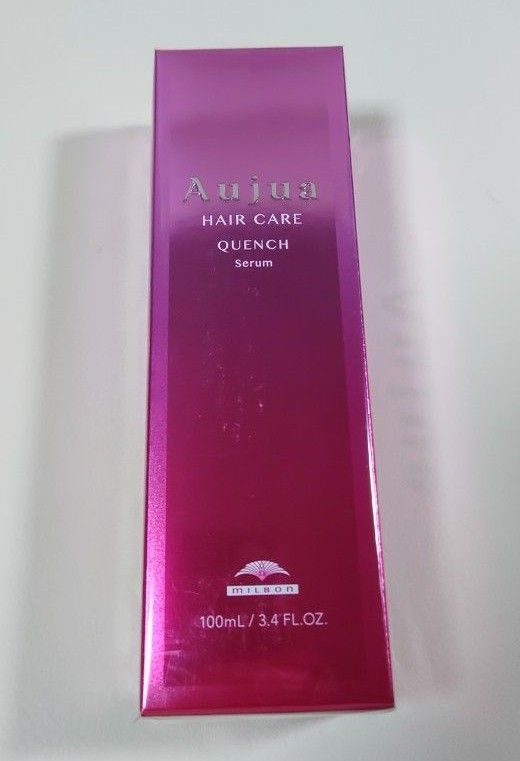 Aujua
HAIR CARE
QUENCH
Serum
MILBON
100mL / 3.4 FL.OZ.